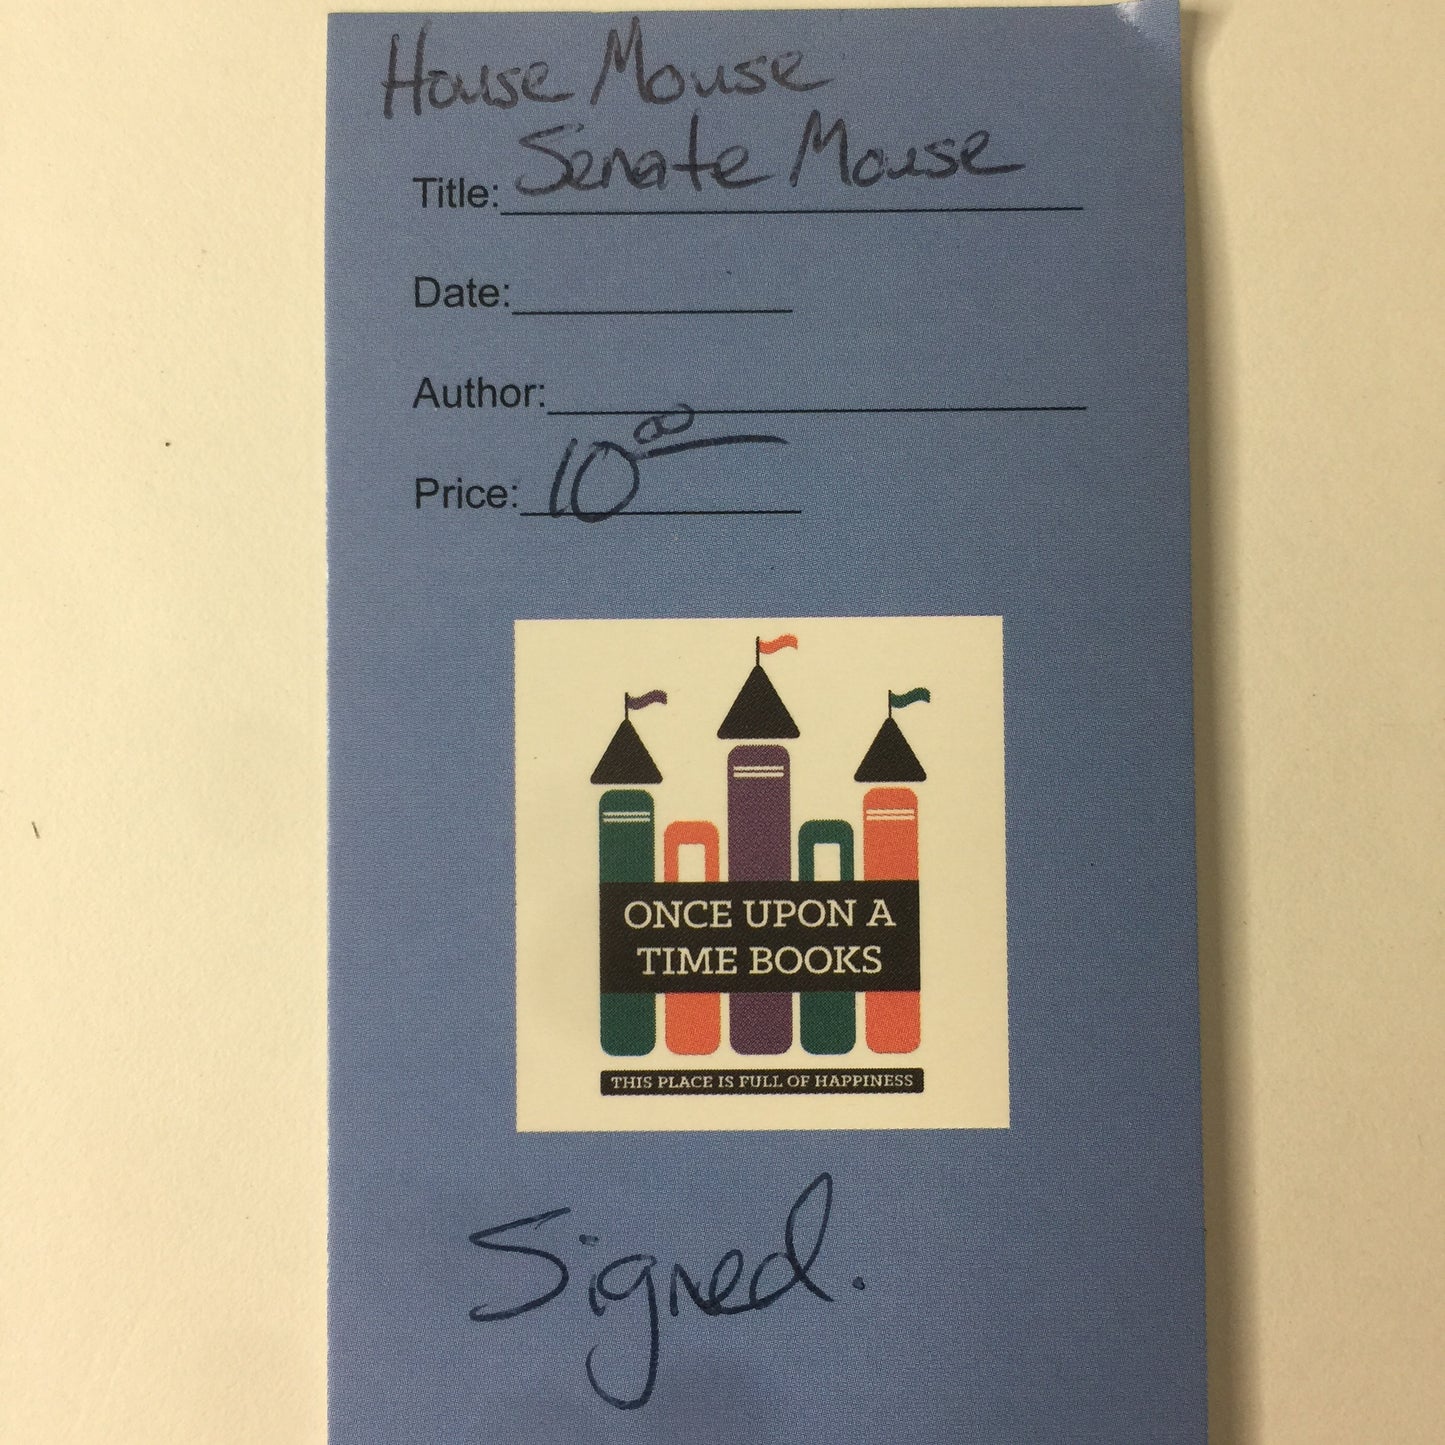 House Mouse
Title: Senate Mouse
Date:
Author:
Price: 10.00
ONCE UPON A
TIME BOOKS
THIS PLACE IS FULL OF HAPPINESS
Signed.